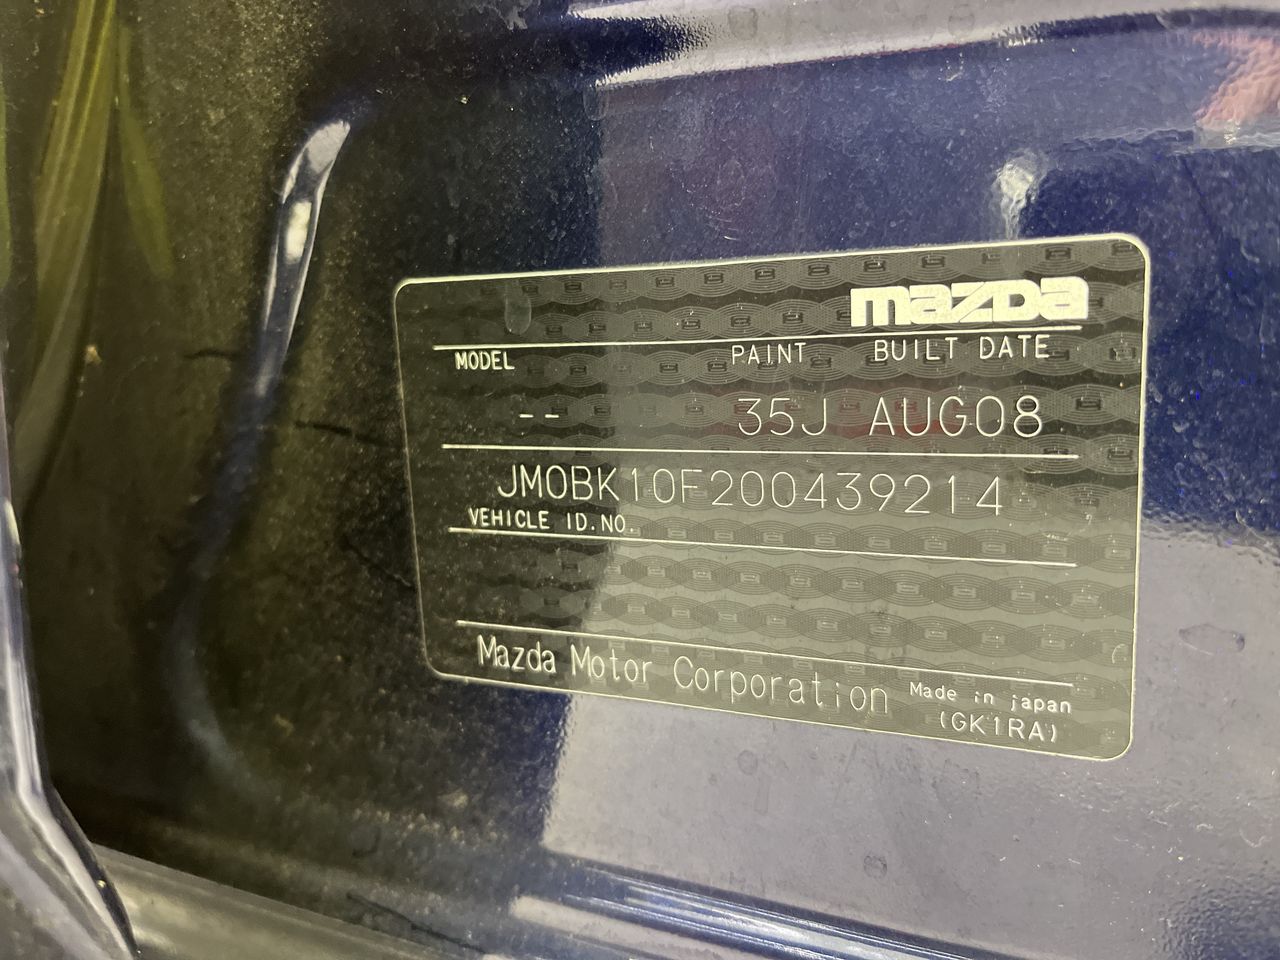 mazda
MODEL PAINT BUILT DATE
-- 35J AUG08
JM0BK10F200439214
VEHICLE ID.NO.
Mazda Motor Corporation Made in japan
(GK1RA)